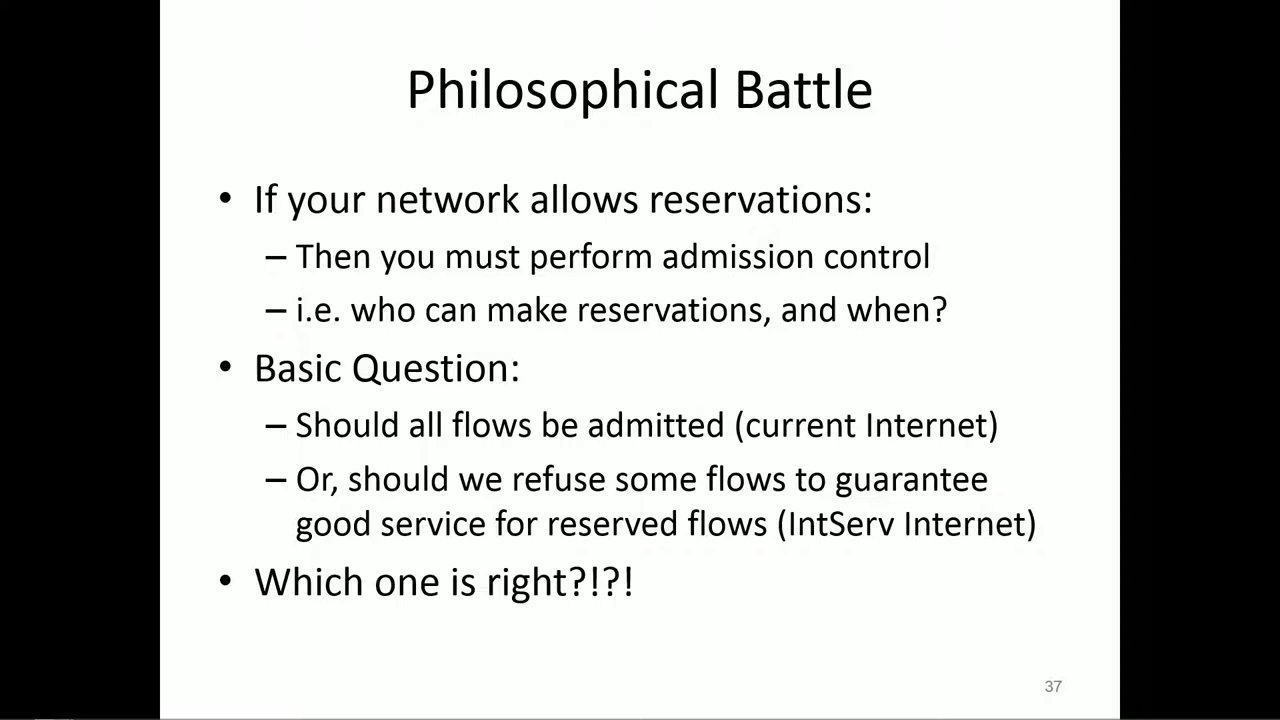 Philosophical Battle
• If your network allows reservations:
– Then you must perform admission control
– i.e. who can make reservations, and when?
• Basic Question:
– Should all flows be admitted (current Internet)
– Or, should we refuse some flows to guarantee
good service for reserved flows (IntServ Internet)
• Which one is right?!?!
37